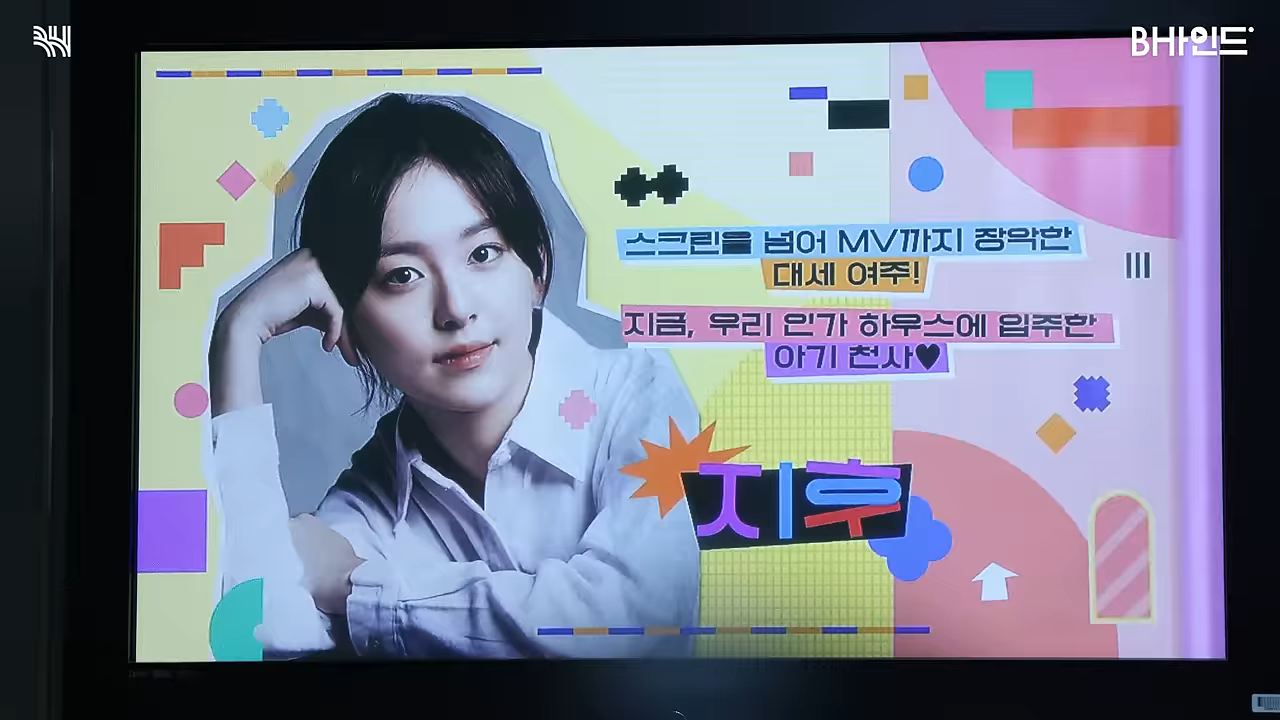 BH바인드
스크린을 넘어 MV까지 장악한
대세 여주!
지금, 우리 인가 하우스에 입주한
아기 천사♥
지후